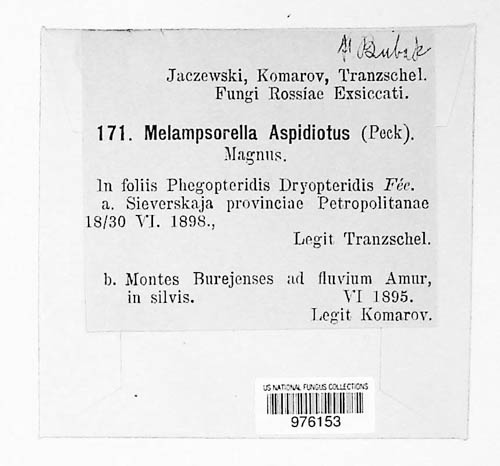 Bubák
Jaczewski, Komarov, Tranzschel.
Fungi Rossiae Exsiccati.
171. Melampsorella Aspidiotus (Peck).
Magnus.
In foliis Phegopteridis Dryopteridis Fée.
a. Sieverskaja provinciae Petropolitanae
18/30 VI. 1898.,
Legit Tranzschel.
b. Montes Burejenses ad fluvium Amur,
in silvis. VI 1895.
Legit Komarov.
US NATIONAL FUNGUS COLLECTIONS
976153